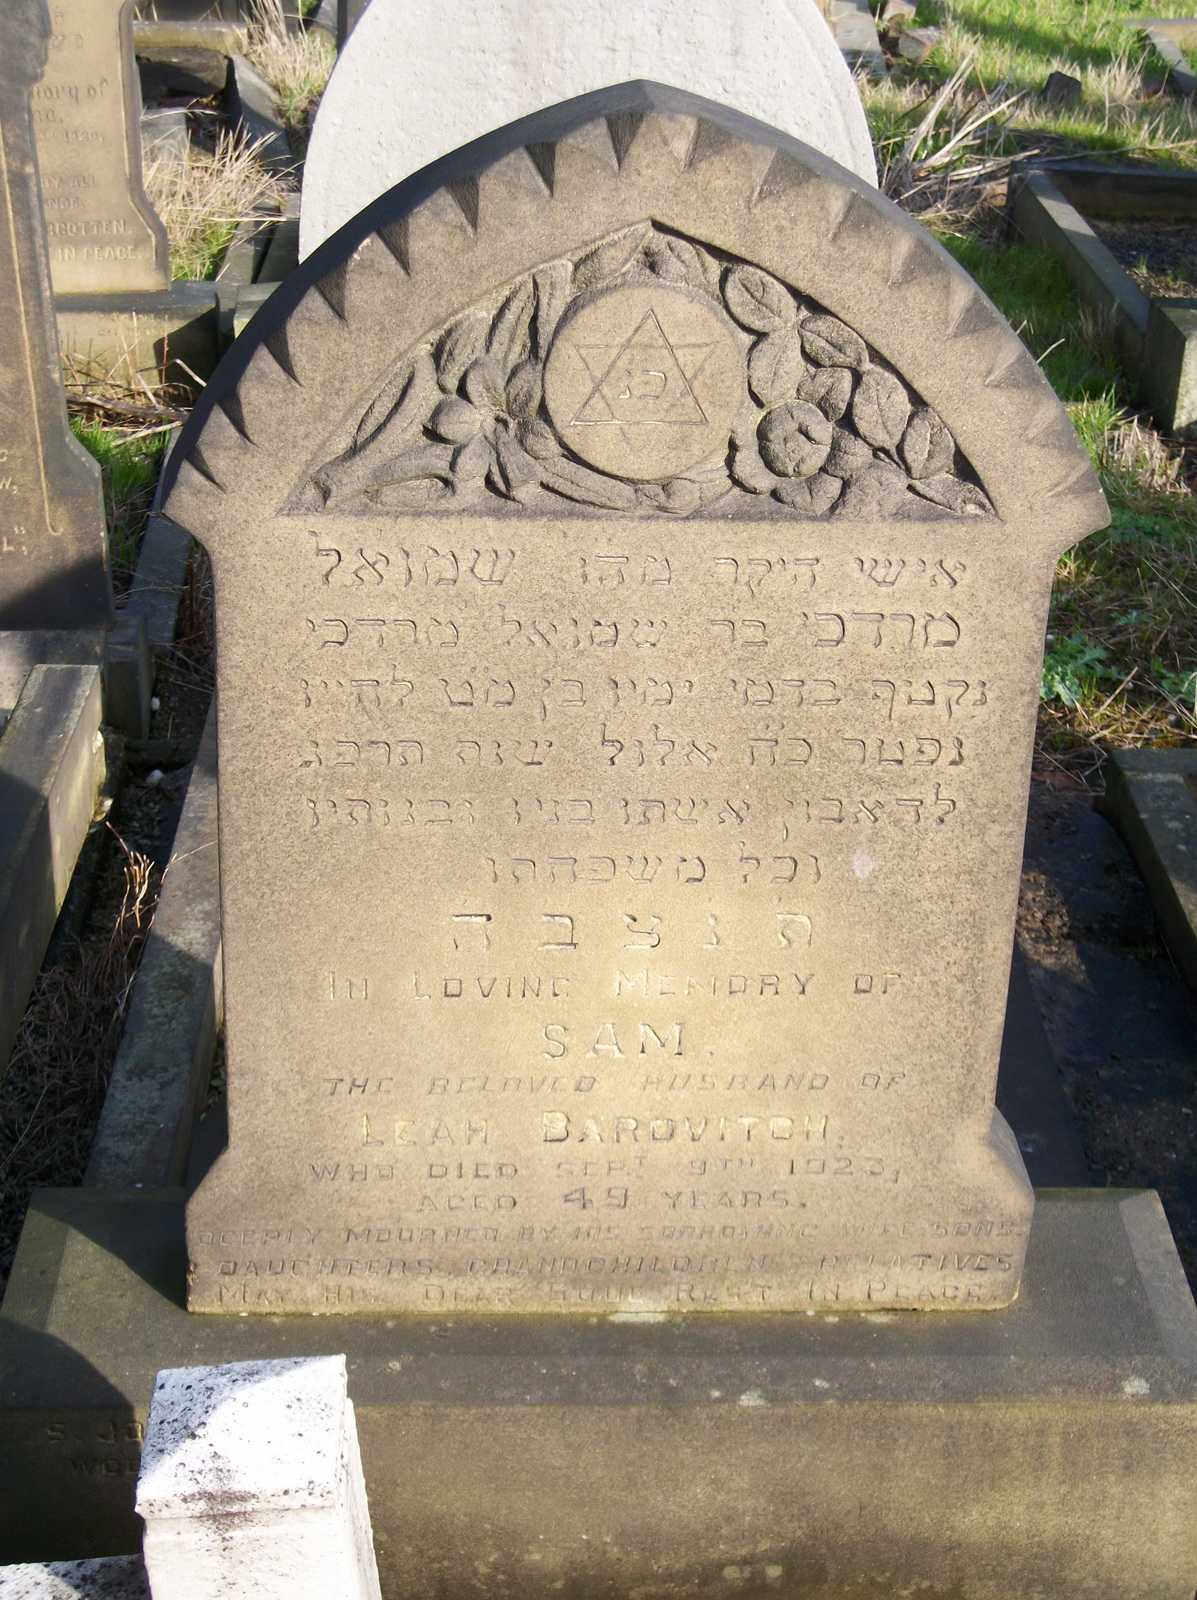 פנ
אישי היקר מהו שמואל
מרדכי בר שמואל מרדכי
נקטף בדמי ימיו בן מ"ט לחייו
נפטר כ"ח אלול שנת תרפג
לדאבון אשתו בניו ובנותיו
וכל משפחתו
ת נ צ ב ה
IN LOVING MEMORY OF
SAM.
THE BELOVED HUSBAND OF
LEAH BAROVITCH.
WHO DIED SEPT 9TH 1923,
AGED 49 YEARS.
DEEPLY MOURNED BY HIS SORROWING WIFE SONS
DAUGHTERS, GRANDCHILDREN RELATIVES
MAY HIS DEAR SOUL REST IN PEACE.
IN PEACE.